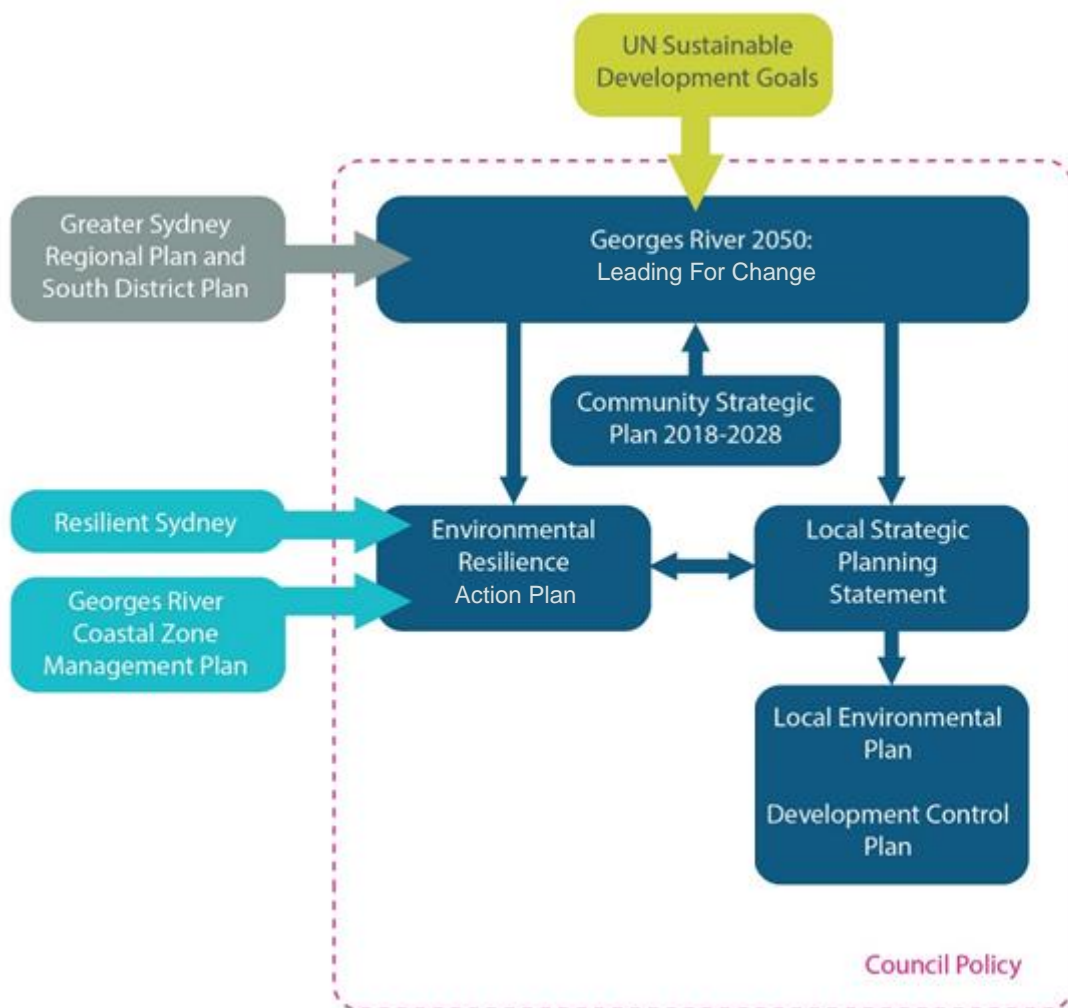 UN Sustainable
Development Goals
Greater Sydney
Regional Plan and
South District Plan
Georges River 2050:
Leading For Change
Community Strategic
Plan 2018-2028
Resilient Sydney
Georges River
Coastal Zone
Management Plan
Environmental
Resilience
Action Plan
Local Strategic
Planning
Statement
Local Environmental
Plan
Development Control
Plan
Council Policy